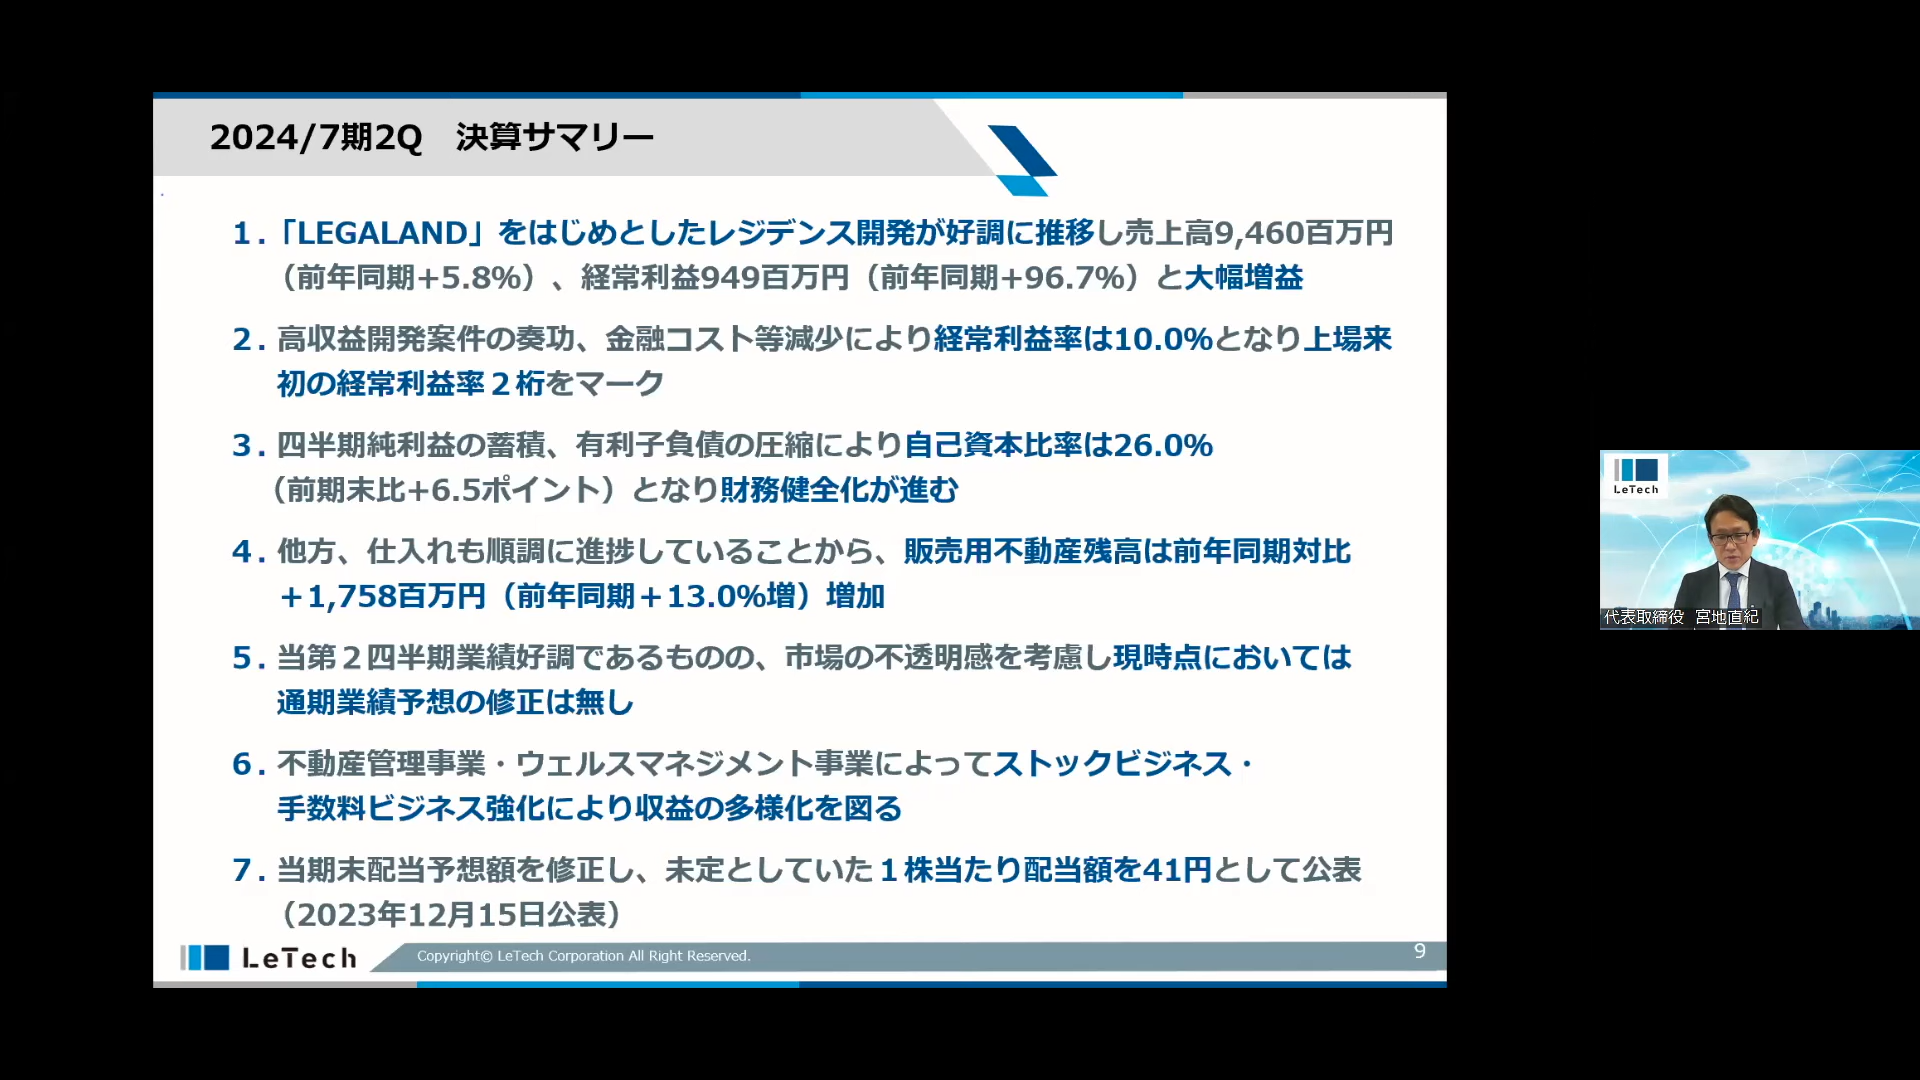 2024/7期2Q　決算サマリー
1．「LEGALAND」をはじめとしたレジデンス開発が好調に推移し売上高9,460百万円
（前年同期+5.8%）、経常利益949百万円（前年同期+96.7%）と大幅増益
2．高収益開発案件の奏功、金融コスト等減少により経常利益率は10.0%となり上場来
初の経常利益率２桁をマーク
3．四半期純利益の蓄積、有利子負債の圧縮により自己資本比率は26.0%
（前期末比+6.5ポイント）となり財務健全化が進む
4．他方、仕入れも順調に進捗していることから、販売用不動産残高は前年同期対比
＋1,758百万円（前年同期＋13.0%増）増加
5．当第２四半期業績好調であるものの、市場の不透明感を考慮し現時点においては
通期業績予想の修正は無し
6．不動産管理事業・ウェルスマネジメント事業によってストックビジネス・
手数料ビジネス強化により収益の多様化を図る
7．当期末配当予想額を修正し、未定としていた１株当たり配当額を41円として公表
（2023年12月15日公表）
LeTech
Copyright© LeTech Corporation All Right Reserved.
9
LeTech
代表取締役　宮地直紀